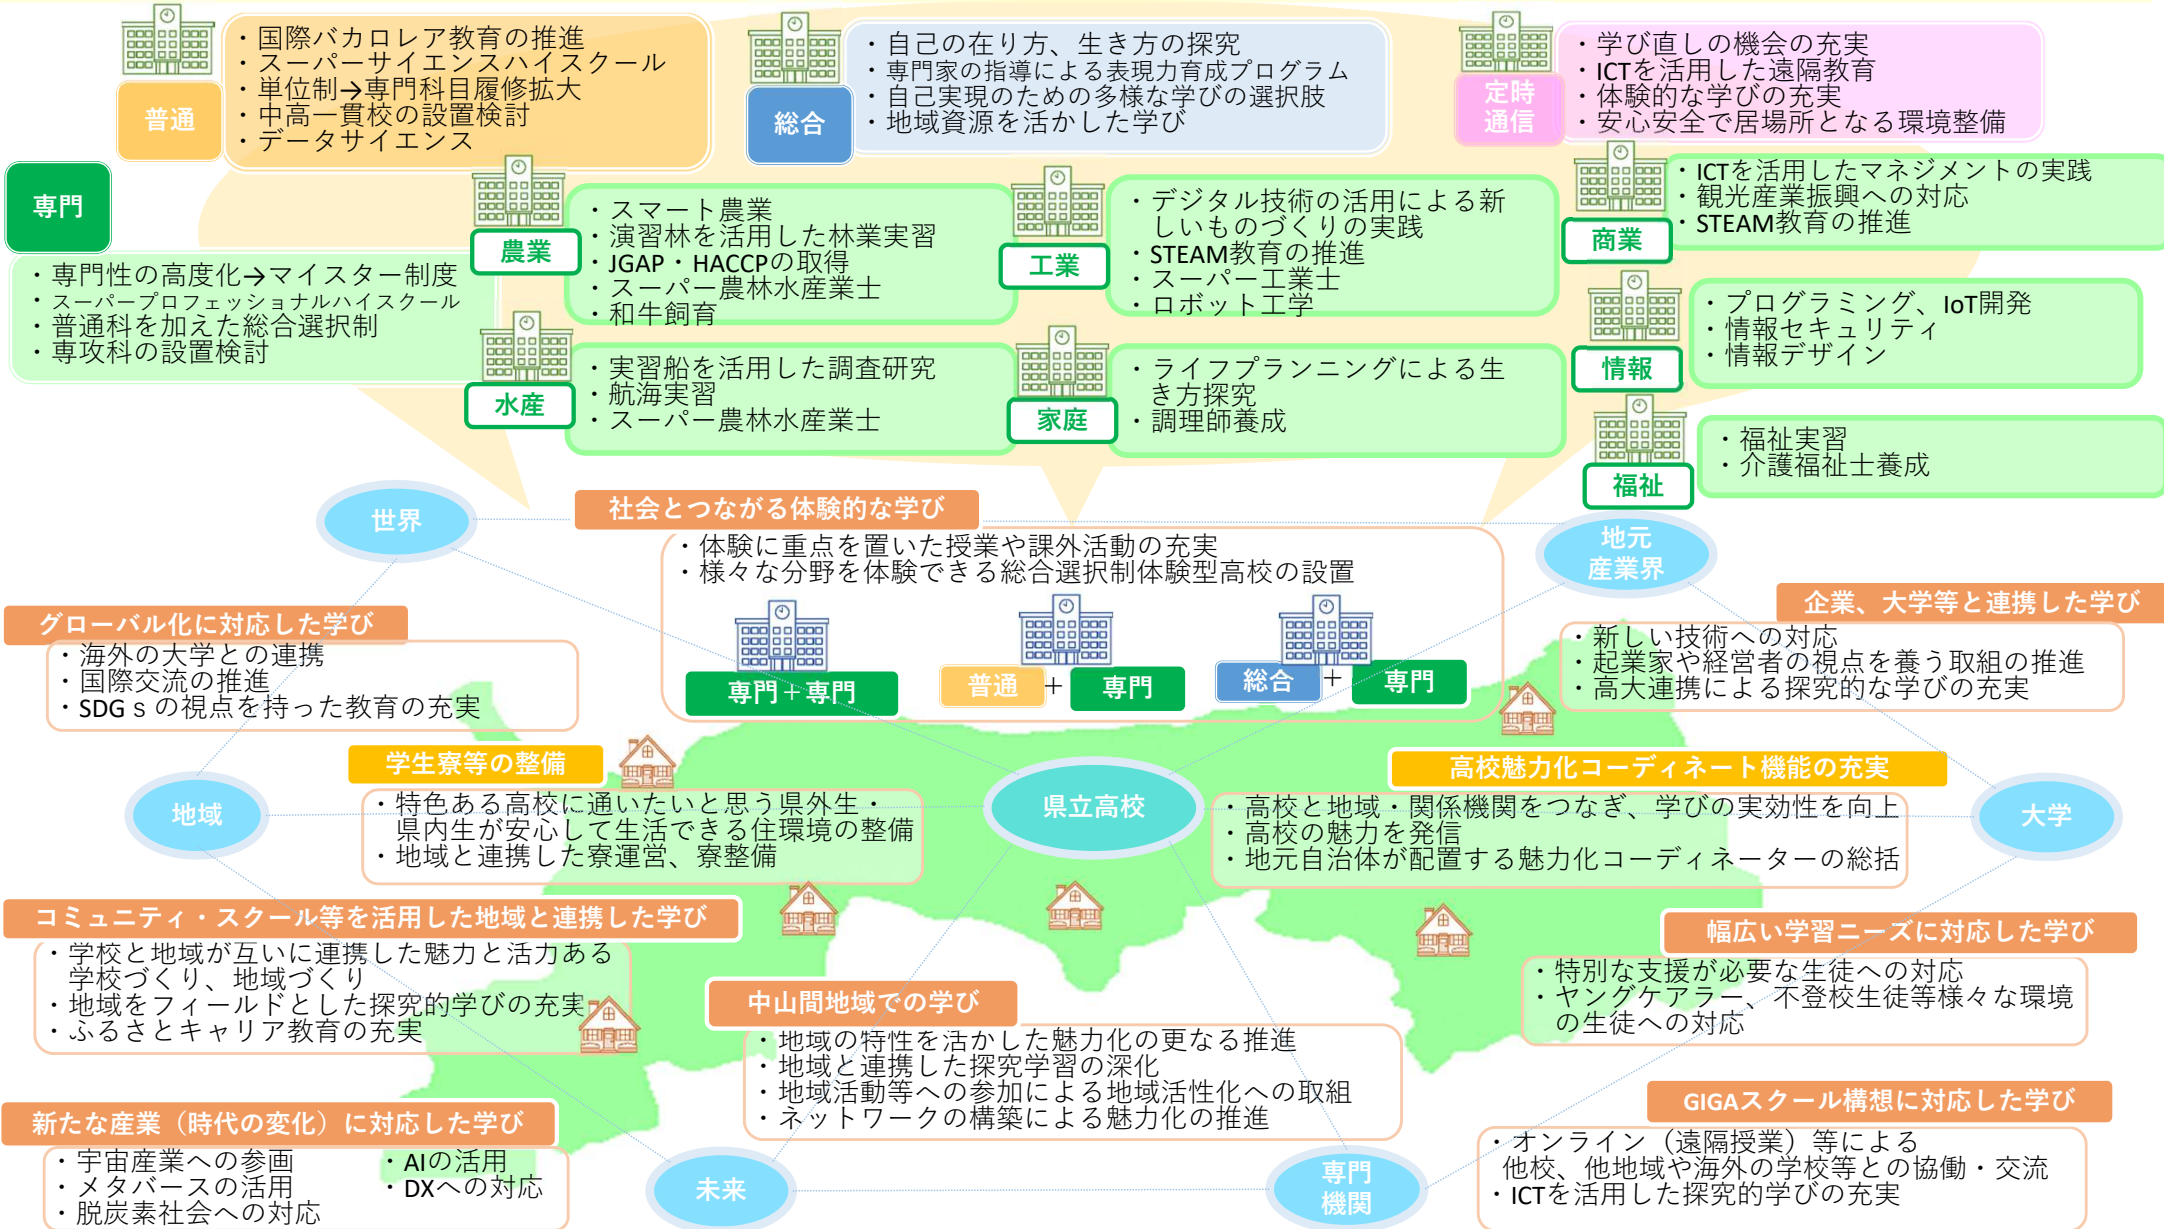 普通
・国際バカロレア教育の推進
・スーパーサイエンスハイスクール
・単位制→専門科目履修拡大
・中高一貫校の設置検討
・データサイエンス
総合
・自己の在り方、生き方の探究
・専門家の指導による表現力育成プログラム
・自己実現のための多様な学びの選択肢
・地域資源を活かした学び
定時
通信
・学び直しの機会の充実
・ICTを活用した遠隔教育
・体験的な学びの充実
・安心安全で居場所となる環境整備
専門
・専門性の高度化→マイスター制度
・スーパープロフェッショナルハイスクール
・普通科を加えた総合選択制
・専攻科の設置検討
農業
・スマート農業
・演習林を活用した林業実習
・JGAP・HACCPの取得
・スーパー農林水産業士
・和牛飼育
工業
・デジタル技術の活用による新
しいものづくりの実践
・STEAM教育の推進
・スーパー工業士
・ロボット工学
商業
・ICTを活用したマネジメントの実践
・観光産業振興への対応
・STEAM教育の推進
水産
・実習船を活用した調査研究
・航海実習
・スーパー農林水産業士
家庭
・ライフプランニングによる生
き方探究
・調理師養成
情報
・プログラミング、IoT開発
・情報セキュリティ
・情報デザイン
福祉
・福祉実習
・介護福祉士養成
世界
社会とつながる体験的な学び
・体験に重点を置いた授業や課外活動の充実
・様々な分野を体験できる総合選択制体験型高校の設置
専門＋専門
普通＋専門
総合＋専門
地元
産業界
グローバル化に対応した学び
・海外の大学との連携
・国際交流の推進
・SDGｓの視点を持った教育の充実
企業、大学等と連携した学び
・新しい技術への対応
・起業家や経営者の視点を養う取組の推進
・高大連携による探究的な学びの充実
地域
学生寮等の整備
・特色ある高校に通いたいと思う県外生・
県内生が安心して生活できる住環境の整備
・地域と連携した寮運営、寮整備
県立高校
高校魅力化コーディネート機能の充実
・高校と地域・関係機関をつなぎ、学びの実効性を向上
・高校の魅力を発信
・地元自治体が配置する魅力化コーディネーターの総括
大学
コミュニティ・スクール等を活用した地域と連携した学び
・学校と地域が互いに連携した魅力と活力ある
学校づくり、地域づくり
・地域をフィールドとした探究的学びの充実
・ふるさとキャリア教育の充実
中山間地域での学び
・地域の特性を活かした魅力化の更なる推進
・地域と連携した探究学習の深化
・地域活動等への参加による地域活性化への取組
・ネットワークの構築による魅力化の推進
幅広い学習ニーズに対応した学び
・特別な支援が必要な生徒への対応
・ヤングケアラー、不登校生徒等様々な環境
の生徒への対応
新たな産業（時代の変化）に対応した学び
・宇宙産業への参画
・メタバースの活用
・脱炭素社会への対応
・AIの活用
・DXへの対応
未来
専門
機関
GIGAスクール構想に対応した学び
・オンライン（遠隔授業）等による
他校、他地域や海外の学校等との協働・交流
・ICTを活用した探究的学びの充実